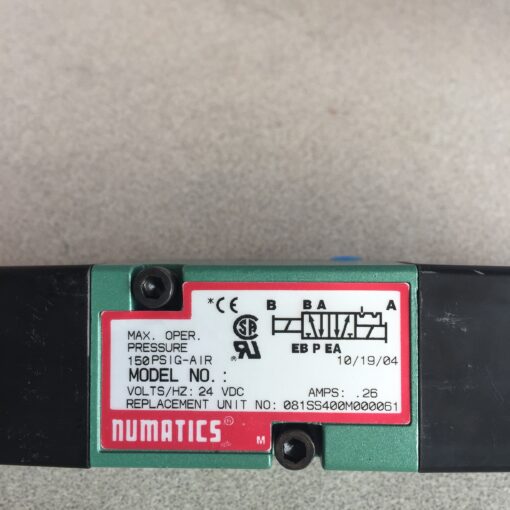 *CE B B A A
MAX. OPER.
PRESSURE
150PSIG-AIR ® EB P EA 10/19/04
MODEL NO.:
VOLTS/HZ: 24 VDC AMPS: .26
REPLACEMENT UNIT NO: 081SS400M000061
NUMATICS® M